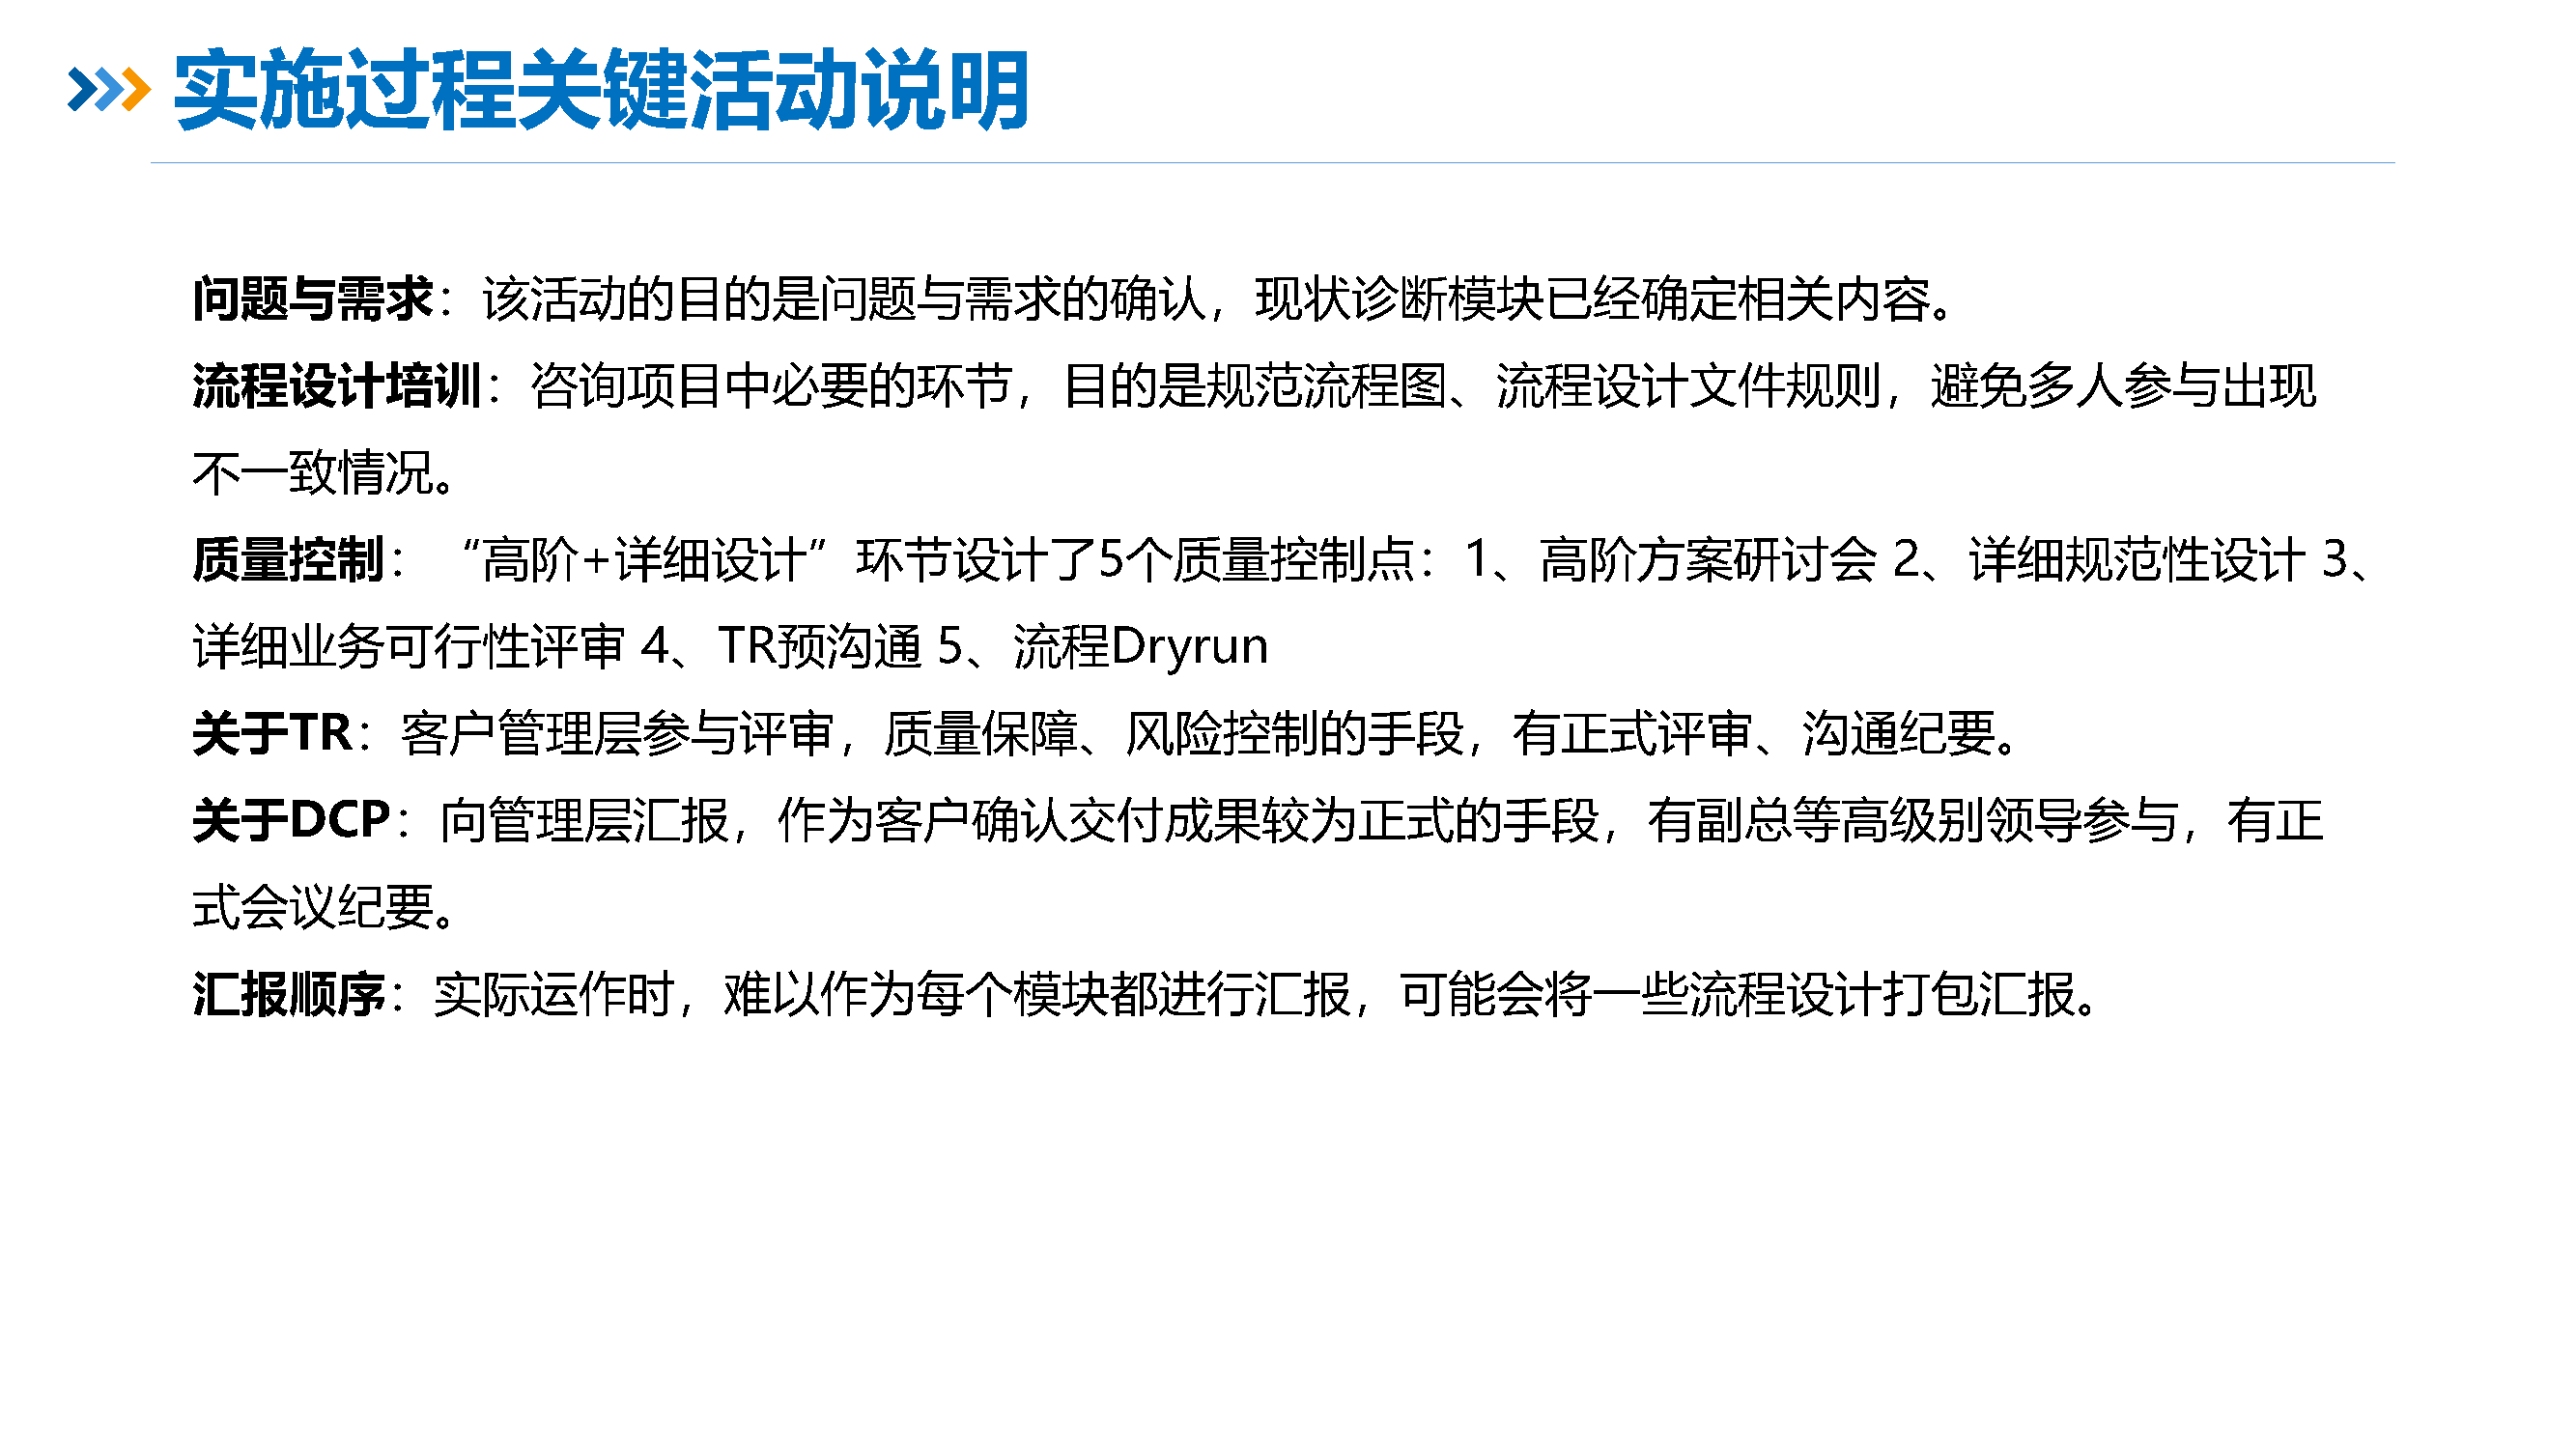 实施过程关键活动说明
问题与需求：该活动的目的是问题与需求的确认，现状诊断模块已经确定相关内容。
流程设计培训：咨询项目中必要的环节，目的是规范流程图、流程设计文件规则，避免多人参与出现
不一致情况。
质量控制：“高阶+详细设计”环节设计了5个质量控制点：1、高阶方案研讨会 2、详细规范性设计 3、
详细业务可行性评审 4、TR预沟通 5、流程Dryrun
关于TR：客户管理层参与评审，质量保障、风险控制的手段，有正式评审、沟通纪要。
关于DCP：向管理层汇报，作为客户确认交付成果较为正式的手段，有副总等高级别领导参与，有正
式会议纪要。
汇报顺序：实际运作时，难以作为每个模块都进行汇报，可能会将一些流程设计打包汇报。